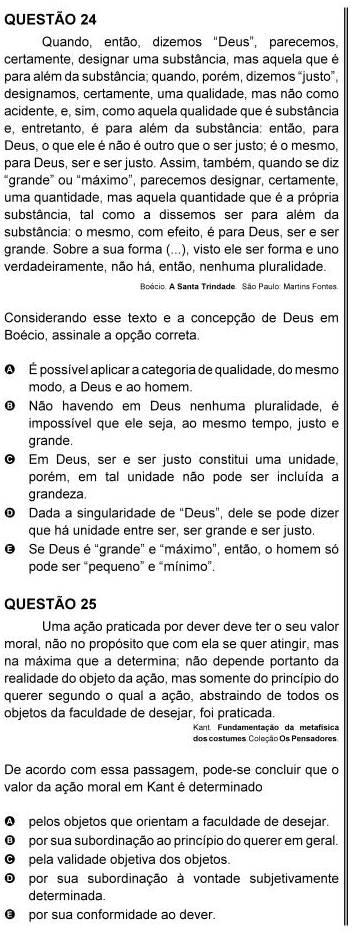 QUESTÃO 24
Quando, então, dizemos “Deus”, parecemos,
certamente, designar uma substância, mas aquela que é
para além da substância; quando, porém, dizemos “justo”,
designamos, certamente, uma qualidade, mas não como
acidente, e, sim, como aquela qualidade que é substância
e, entretanto, é para além da substância: então, para
Deus, o que ele é não é outro que o ser justo; é o mesmo,
para Deus, ser e ser justo. Assim, também, quando se diz
“grande” ou “máximo”, parecemos designar, certamente,
uma quantidade, mas aquela quantidade que é a própria
substância, tal como a dissemos ser para além da
substância: o mesmo, com efeito, é para Deus, ser e ser
grande. Sobre a sua forma (...), visto ele ser forma e uno
verdadeiramente, não há, então, nenhuma pluralidade.
Boécio. A Santa Trindade. São Paulo: Martins Fontes.
Considerando esse texto e a concepção de Deus em
Boécio, assinale a opção correta.
A É possível aplicar a categoria de qualidade, do mesmo
modo, a Deus e ao homem.
B Não havendo em Deus nenhuma pluralidade, é
impossível que ele seja, ao mesmo tempo, justo e
grande.
C Em Deus, ser e ser justo constitui uma unidade,
porém, em tal unidade não pode ser incluída a
grandeza.
D Dada a singularidade de “Deus”, dele se pode dizer
que há unidade entre ser, ser grande e ser justo.
E Se Deus é “grande” e “máximo”, então, o homem só
pode ser “pequeno” e “mínimo”.
QUESTÃO 25
Uma ação praticada por dever deve ter o seu valor
moral, não no propósito que com ela se quer atingir, mas
na máxima que a determina; não depende portanto da
realidade do objeto da ação, mas somente do princípio do
querer segundo o qual a ação, abstraindo de todos os
objetos da faculdade de desejar, foi praticada.
Kant. Fundamentação da metafísica
dos costumes. Coleção Os Pensadores.
De acordo com essa passagem, pode-se concluir que o
valor da ação moral em Kant é determinado
A pelos objetos que orientam a faculdade de desejar.
B por sua subordinação ao princípio do querer em geral.
C pela validade objetiva dos objetos.
D por sua subordinação à vontade subjetivamente
determinada.
E por sua conformidade ao dever.